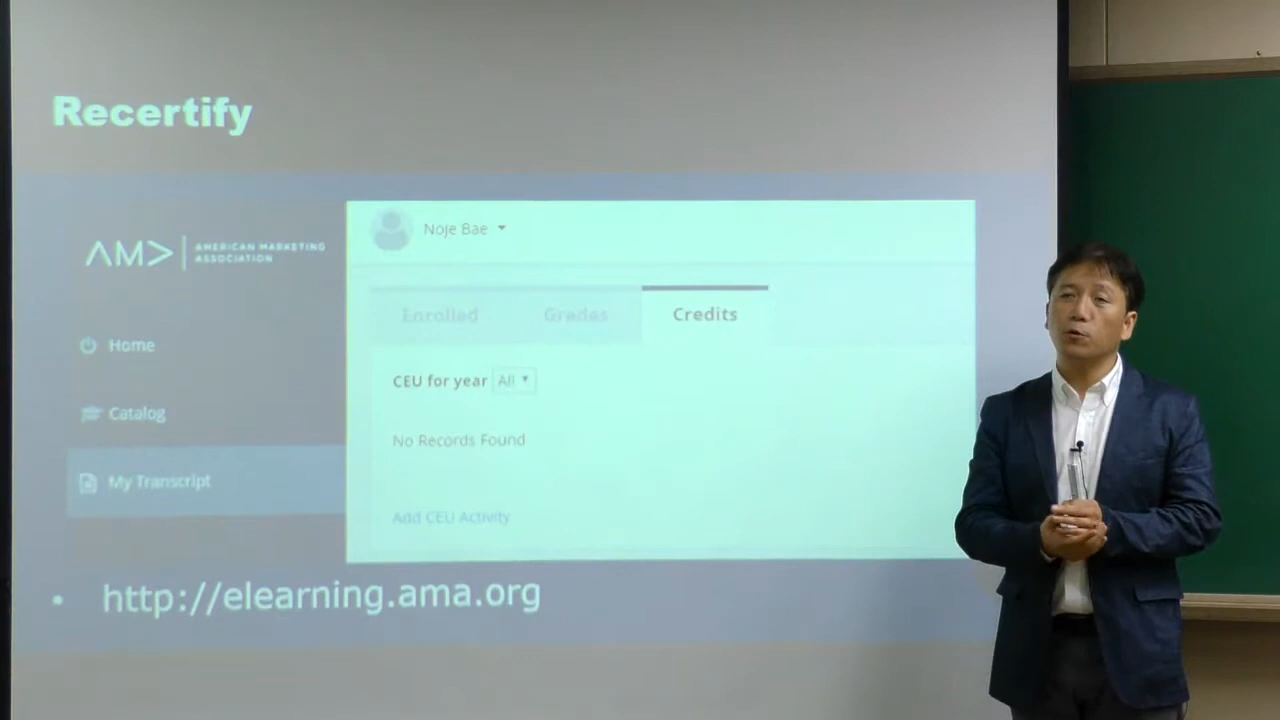 Recertify
AMA
AMERICAN MARKETING
ASSOCIATION
Noje Bae
Enrolled Grades Credits
Home
CEU for year All
Catalog
No Records Found
My Transcript
Add CEU Activity
• http://elearning.ama.org